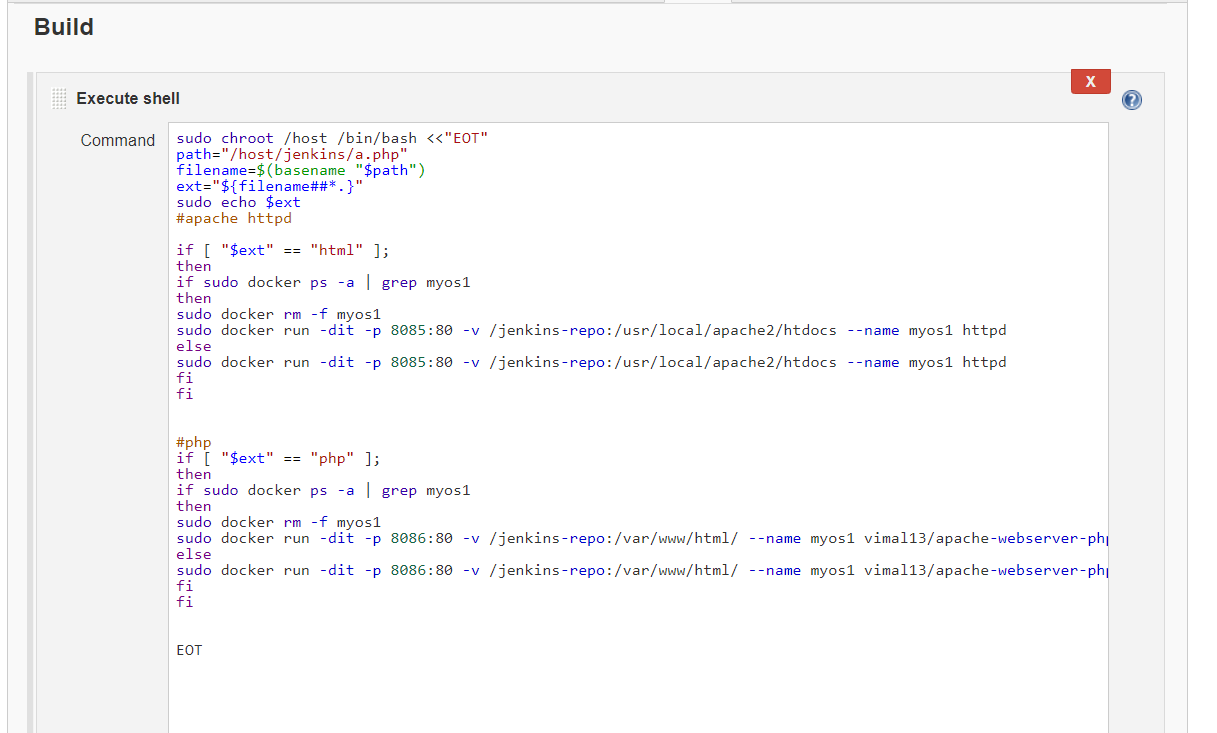 Build
Execute shell
X
?
Command
sudo chroot /host /bin/bash <<"EOT"
path="/host/jenkins/a.php"
filename=$(basename "$path")
ext="${filename##*.}"
sudo echo $ext
#apache httpd
if [ "$ext" == "html" ];
then
if sudo docker ps -a | grep myos1
then
sudo docker rm -f myos1
sudo docker run -dit -p 8085:80 -v /jenkins-repo:/usr/local/apache2/htdocs --name myos1 httpd
else
sudo docker run -dit -p 8085:80 -v /jenkins-repo:/usr/local/apache2/htdocs --name myos1 httpd
fi
fi
#php
if [ "$ext" == "php" ];
then
if sudo docker ps -a | grep myos1
then
sudo docker rm -f myos1
sudo docker run -dit -p 8086:80 -v /jenkins-repo:/var/www/html/ --name myos1 vimal13/apache-webserver-php
else
sudo docker run -dit -p 8086:80 -v /jenkins-repo:/var/www/html/ --name myos1 vimal13/apache-webserver-php
fi
fi
EOT